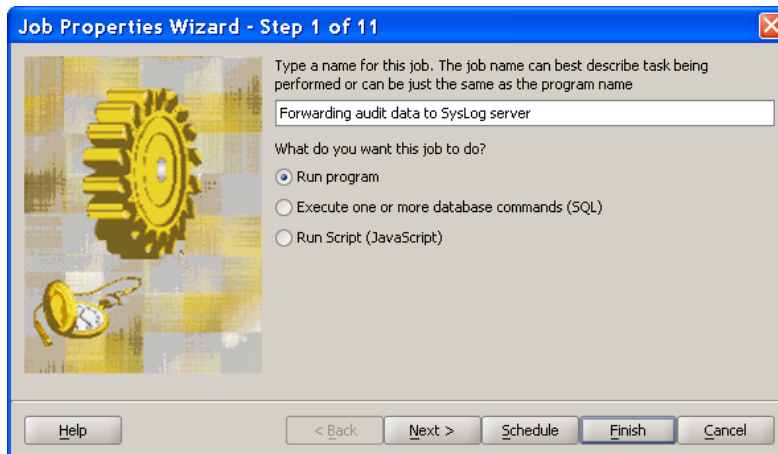 Job Properties Wizard - Step 1 of 11
Type a name for this job. The job name can best describe task being
performed or can be just the same as the program name
Forwarding audit data to SysLog server
What do you want this job to do?
Run program
Execute one or more database commands (SQL)
Run Script (JavaScript)
Help
< Back
Next >
Schedule
Finish
Cancel